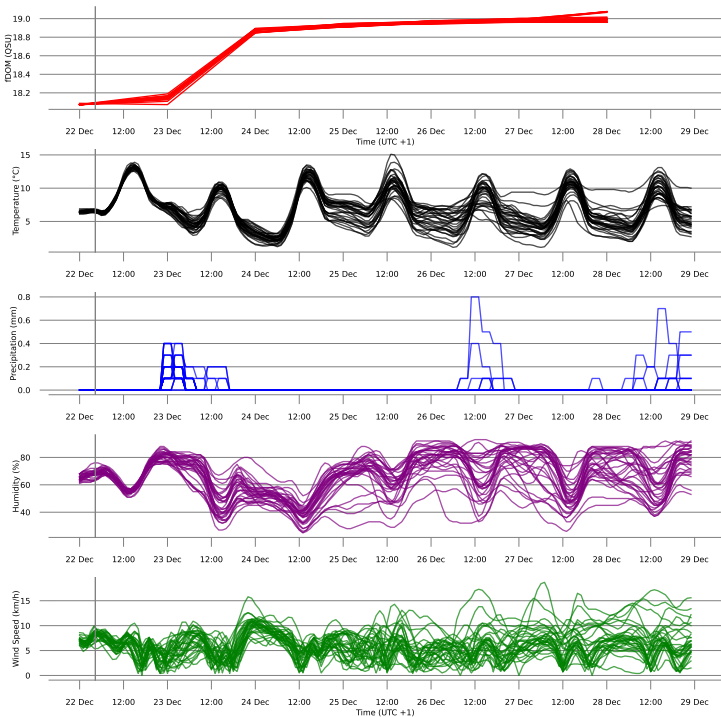 fDOM (QSU)
19.0
18.8
18.6
18.4
18.2
22 Dec 12:00 23 Dec 12:00 24 Dec 12:00 25 Dec 12:00 26 Dec 12:00 27 Dec 12:00 28 Dec 12:00 29 Dec
Time (UTC +1)
Temperature (°C)
15
10
5
22 Dec 12:00 23 Dec 12:00 24 Dec 12:00 25 Dec 12:00 26 Dec 12:00 27 Dec 12:00 28 Dec 12:00 29 Dec
Precipitation (mm)
0.8
0.6
0.4
0.2
0.0
22 Dec 12:00 23 Dec 12:00 24 Dec 12:00 25 Dec 12:00 26 Dec 12:00 27 Dec 12:00 28 Dec 12:00 29 Dec
Humidity (%)
80
60
40
22 Dec 12:00 23 Dec 12:00 24 Dec 12:00 25 Dec 12:00 26 Dec 12:00 27 Dec 12:00 28 Dec 12:00 29 Dec
Wind Speed (km/h)
15
10
5
0
22 Dec 12:00 23 Dec 12:00 24 Dec 12:00 25 Dec 12:00 26 Dec 12:00 27 Dec 12:00 28 Dec 12:00 29 Dec
Time (UTC +1)